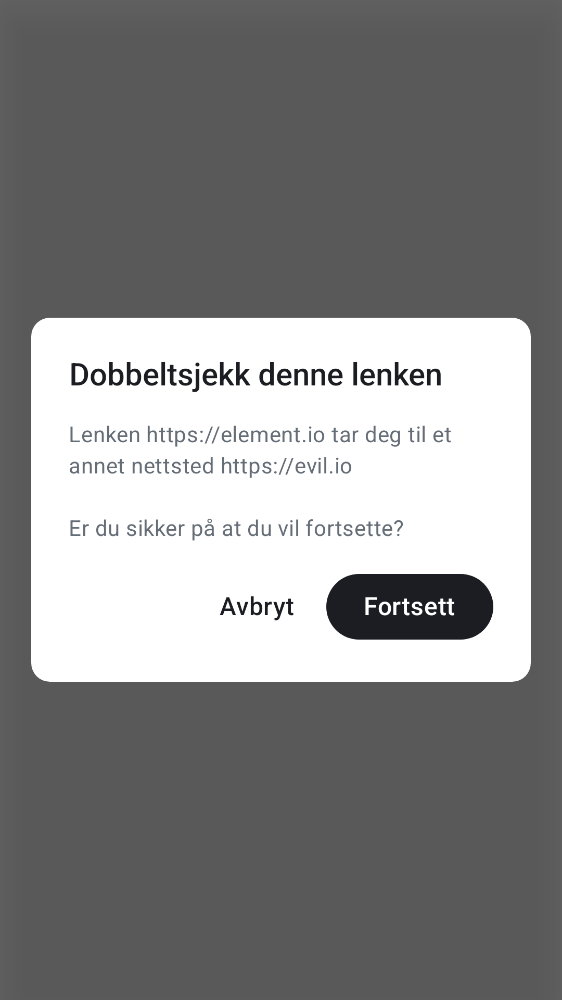 Dobbeltsjekk denne lenken
Lenken https://element.io tar deg til et
annet nettsted https://evil.io
Er du sikker på at du vil fortsette?
Avbryt
Fortsett